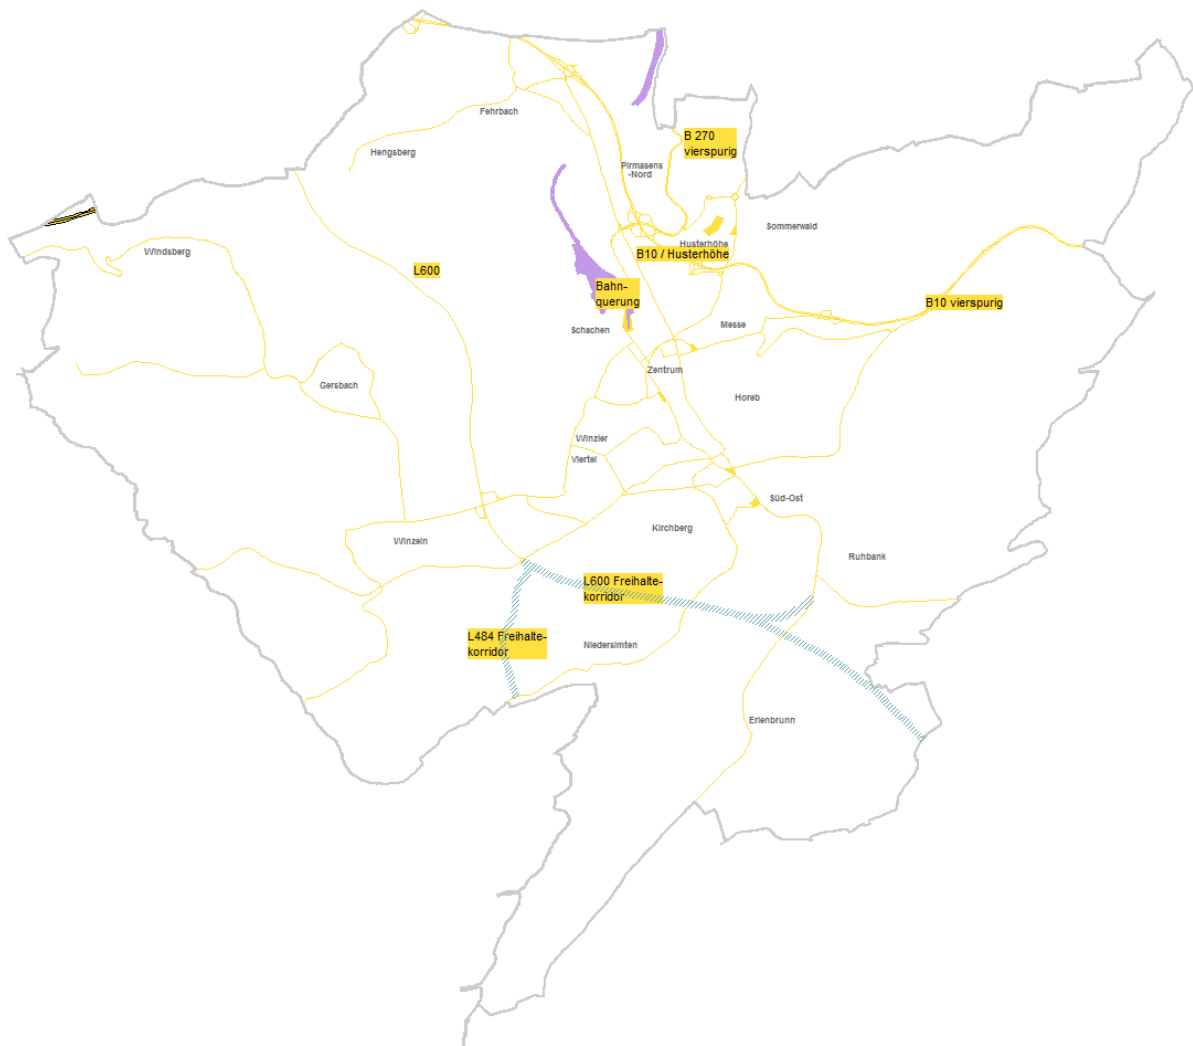 Fehrbach
B 270
vierspurig
Hengsberg
Pirmasens
-Nord
Sommerwald
Windsberg
Husterhöhe
B10 / Husterhöhe
L600
Bahn-
querung
B10 vierspurig
Schachen
Messe
Zentrum
Gersbach
Horeb
Winzler
Viertel
Süd-Ost
Kirchberg
Winzeln
Ruhbank
L600 Freihalte-
korridor
L484 Freihalte-
korridor
Niedersimten
Erlenbrunn